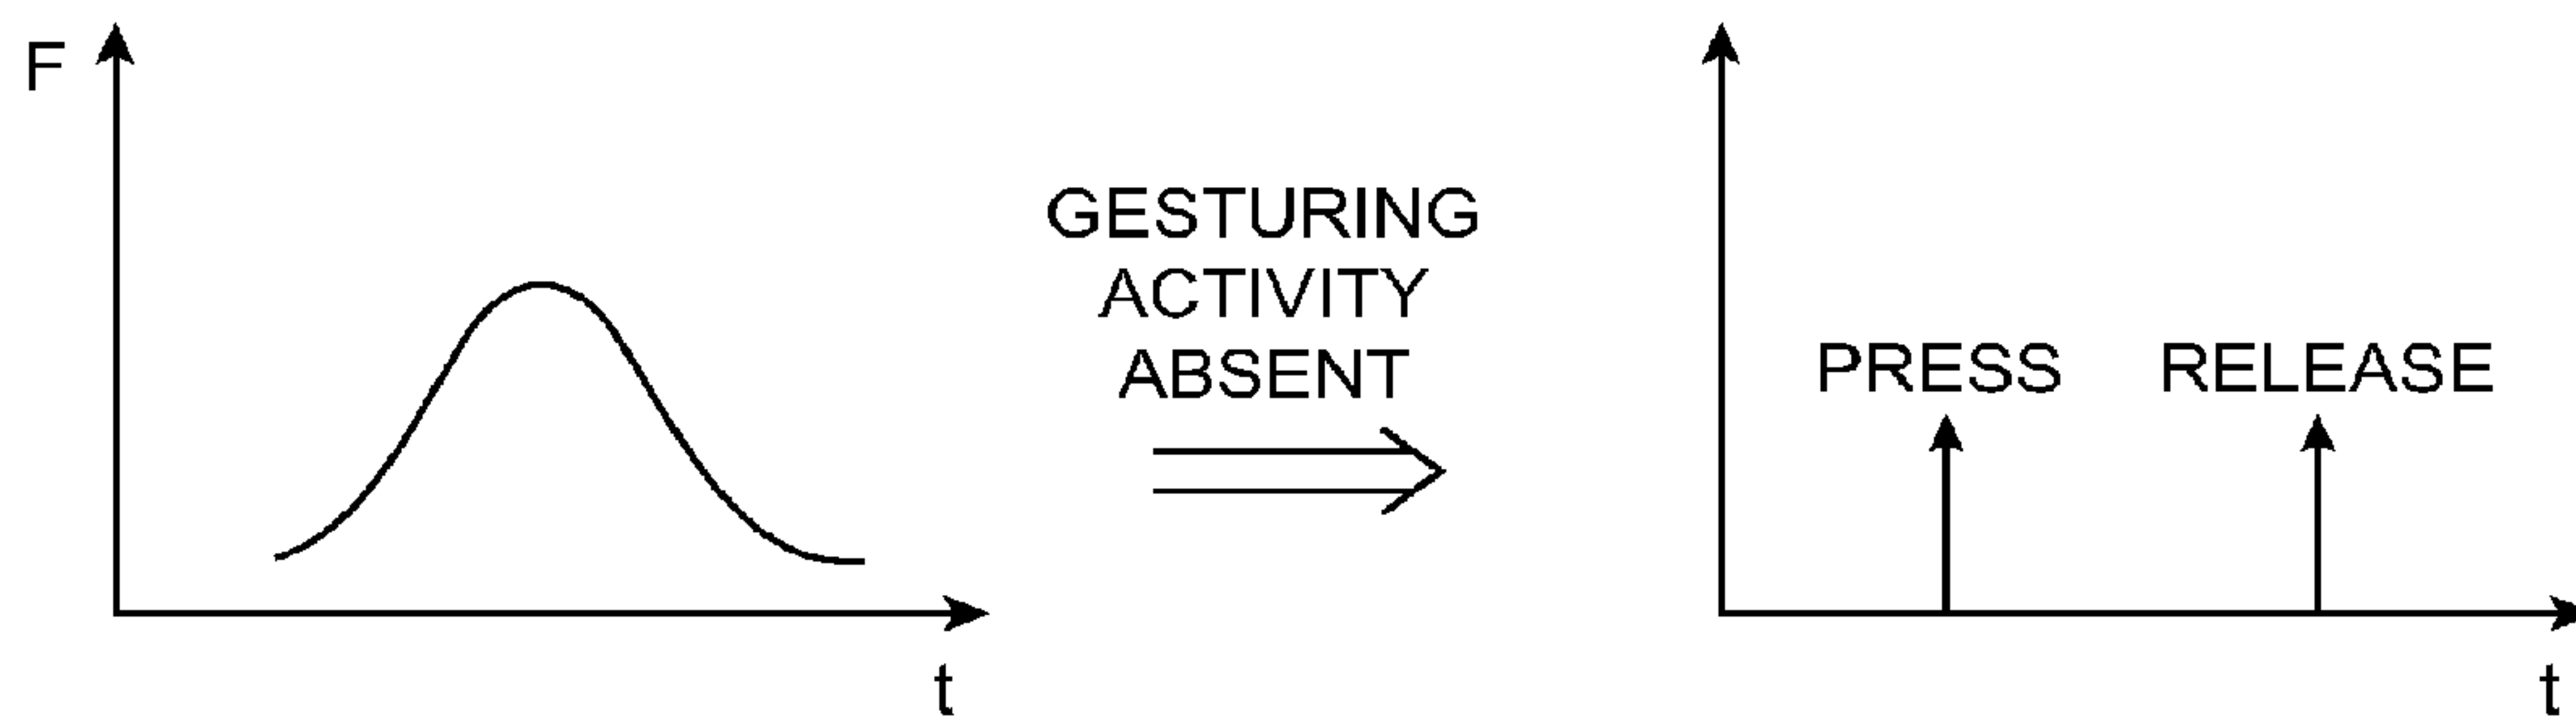 F
GESTURING
ACTIVITY
ABSENT
PRESS RELEASE
t
t